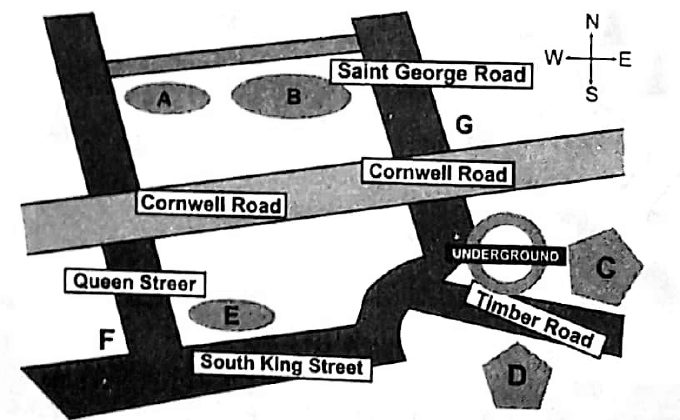 N
W E
S
Saint George Road
A
B
G
Cornwell Road
Cornwell Road
UNDERGROUND
C
Queen Streer
Timber Road
E
F
South King Street
D